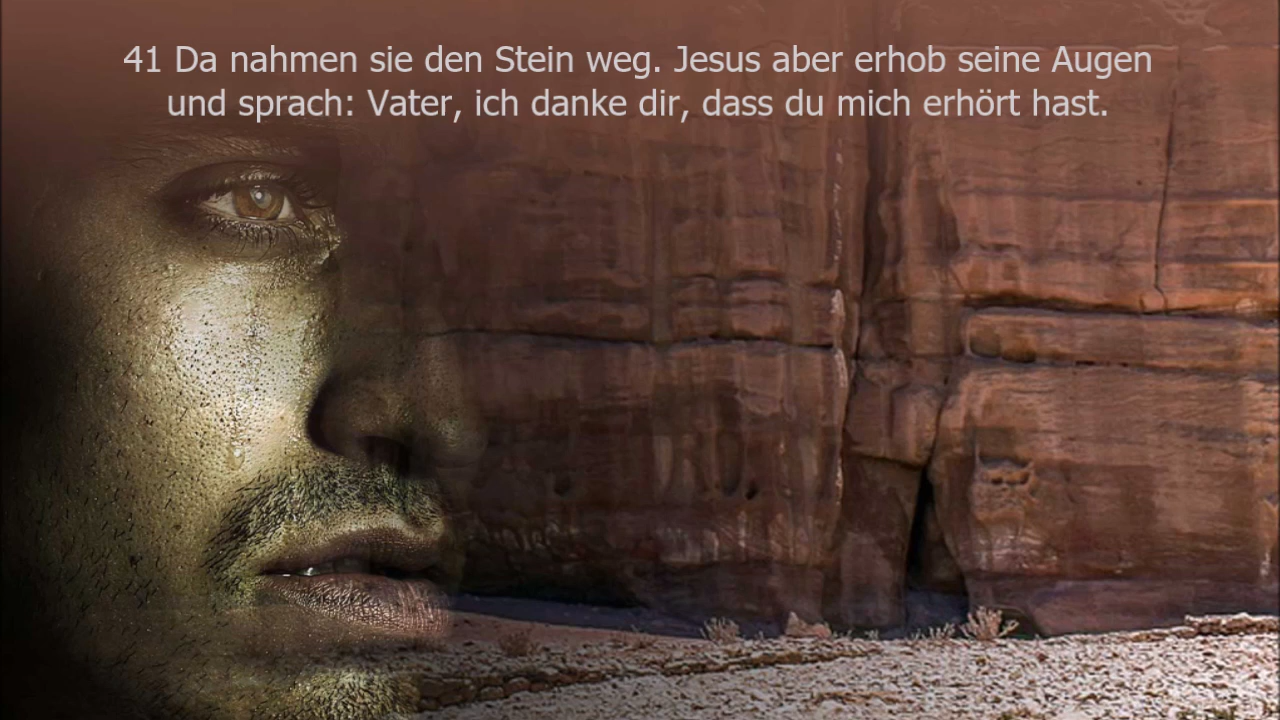 41 Da nahmen sie den Stein weg. Jesus aber erhob seine Augen
und sprach: Vater, ich danke dir, dass du mich erhört hast.